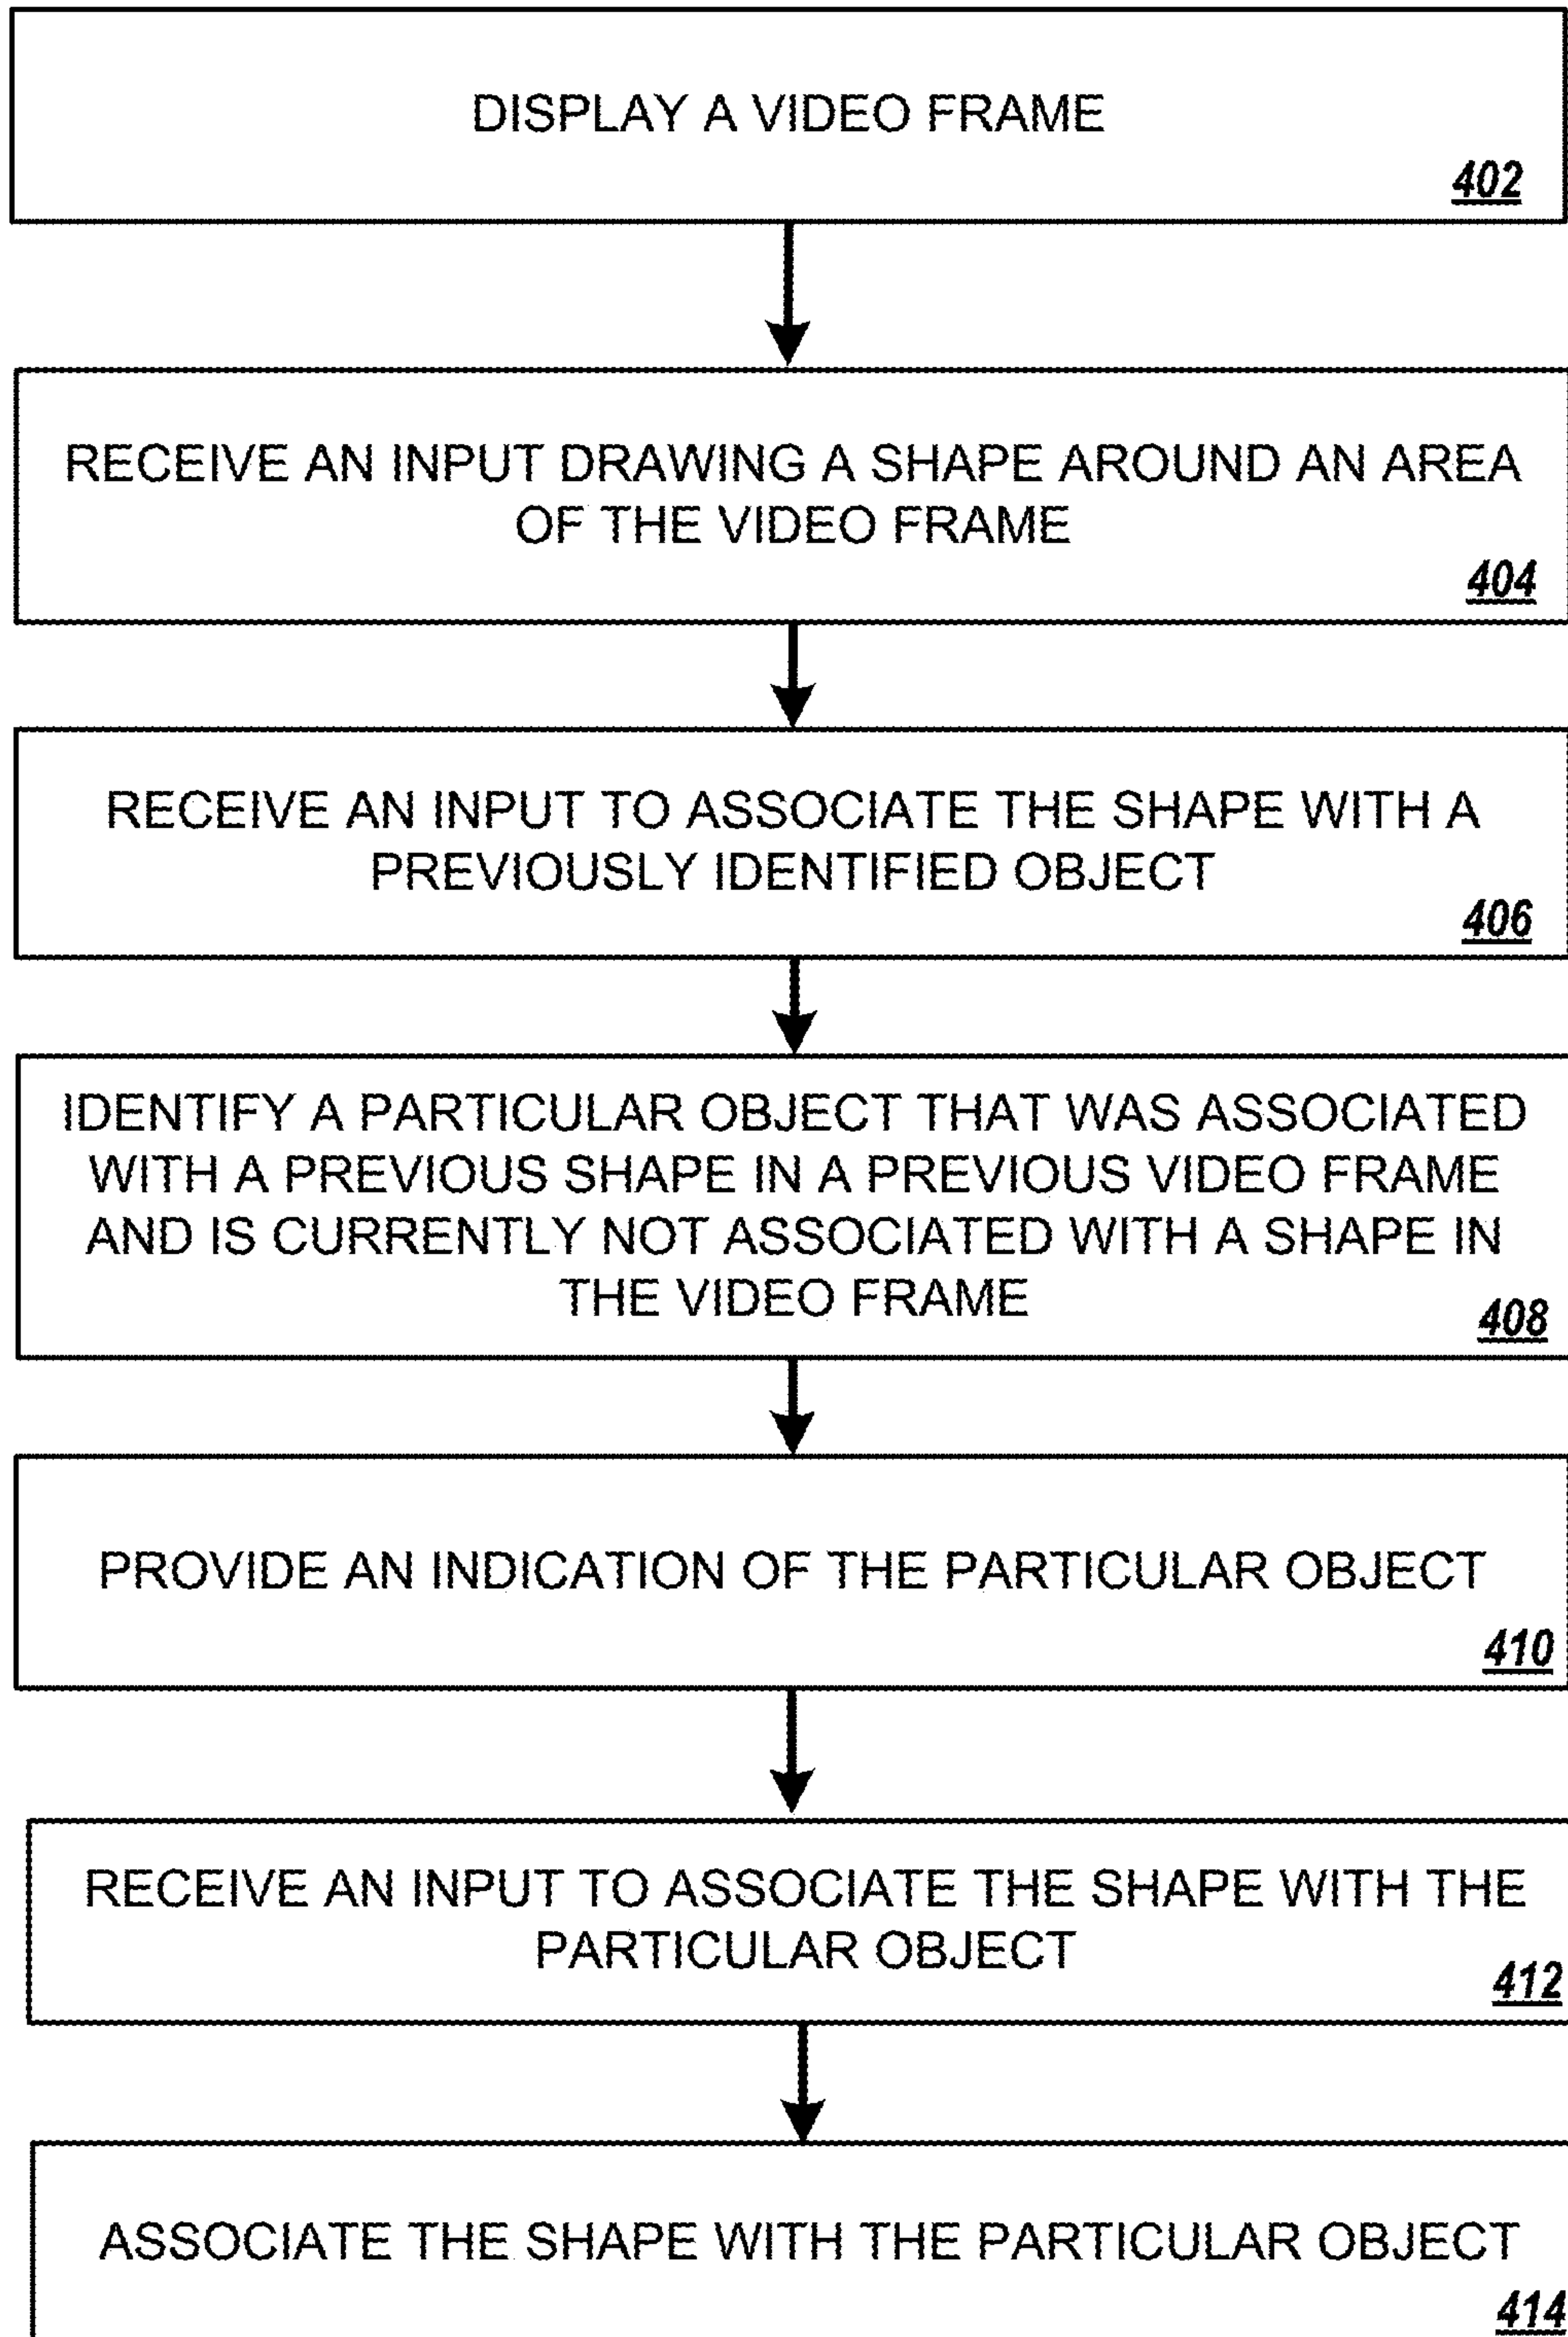 DISPLAY A VIDEO FRAME
402
RECEIVE AN INPUT DRAWING A SHAPE AROUND AN AREA
OF THE VIDEO FRAME
404
RECEIVE AN INPUT TO ASSOCIATE THE SHAPE WITH A
PREVIOUSLY IDENTIFIED OBJECT
406
IDENTIFY A PARTICULAR OBJECT THAT WAS ASSOCIATED
WITH A PREVIOUS SHAPE IN A PREVIOUS VIDEO FRAME
AND IS CURRENTLY NOT ASSOCIATED WITH A SHAPE IN
THE VIDEO FRAME
408
PROVIDE AN INDICATION OF THE PARTICULAR OBJECT
410
RECEIVE AN INPUT TO ASSOCIATE THE SHAPE WITH THE
PARTICULAR OBJECT
412
ASSOCIATE THE SHAPE WITH THE PARTICULAR OBJECT
414